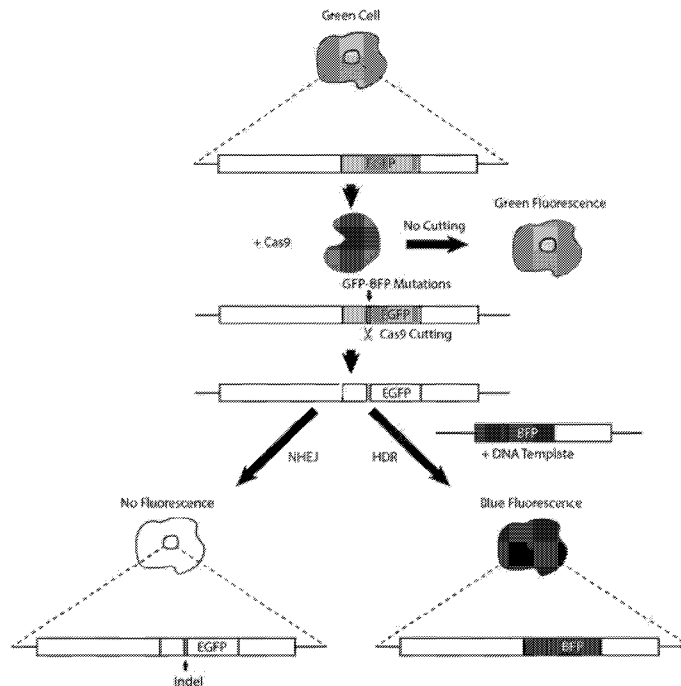 Green Cell
EGFP
Green Fluorescence
No Cutting
+ Cas9
GFP-BFP Mutations
EGFP
Cas9 Cutting
EGFP
BFP
+ DNA Template
NHEJ
HDR
No Fluorescence
Blue Fluorescence
EGFP
BFP
Indel